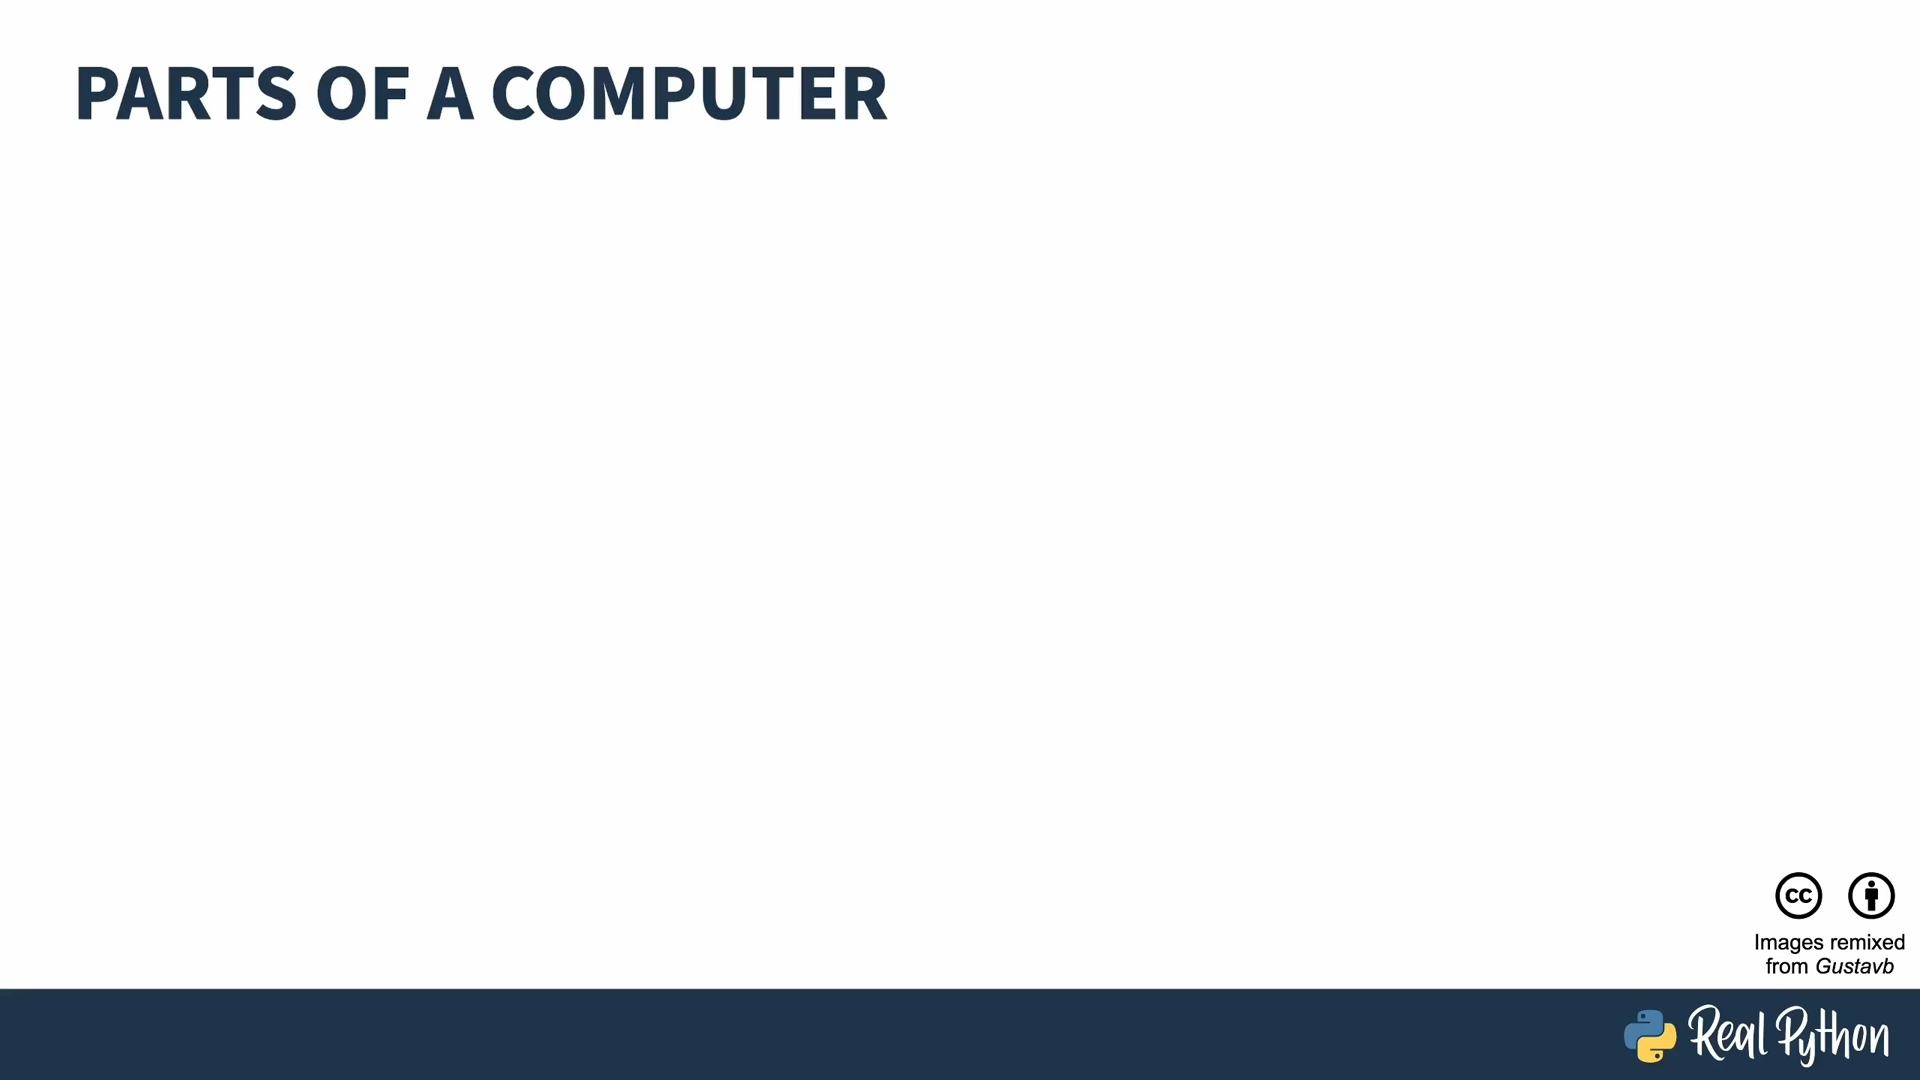 PARTS OF A COMPUTER
CC
Images remixed
from Gustavb
Real Python